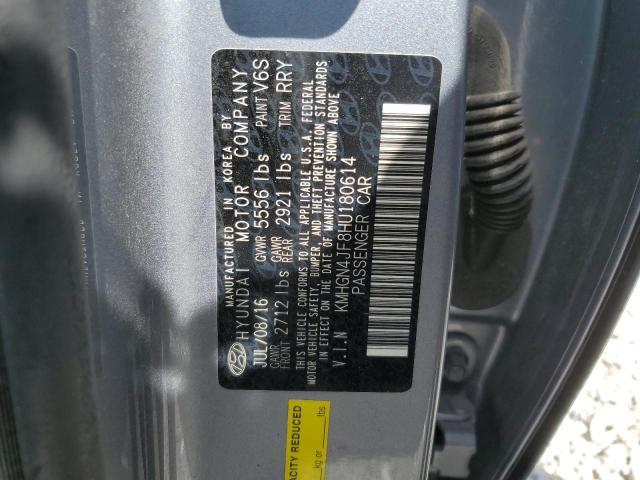 MANUFACTURED IN KOREA BY
HYUNDAI MOTOR COMPANY
JUL/08/16 GVWR 5556 lbs PAINT V6S
GAWR FRONT 2712 lbs GAWR REAR 2921 lbs TRIM RRY
THIS VEHICLE CONFORMS TO ALL APPLICABLE U.S.A. FEDERAL
MOTOR VEHICLE SAFETY, BUMPER, AND THEFT PREVENTION STANDARDS
IN EFFECT ON THE DATE OF MANUFACTURE SHOWN ABOVE
V.I.N KMHGN4JF8HU180614
PASSENGER CAR
ACITY REDUCED
kg or lbs